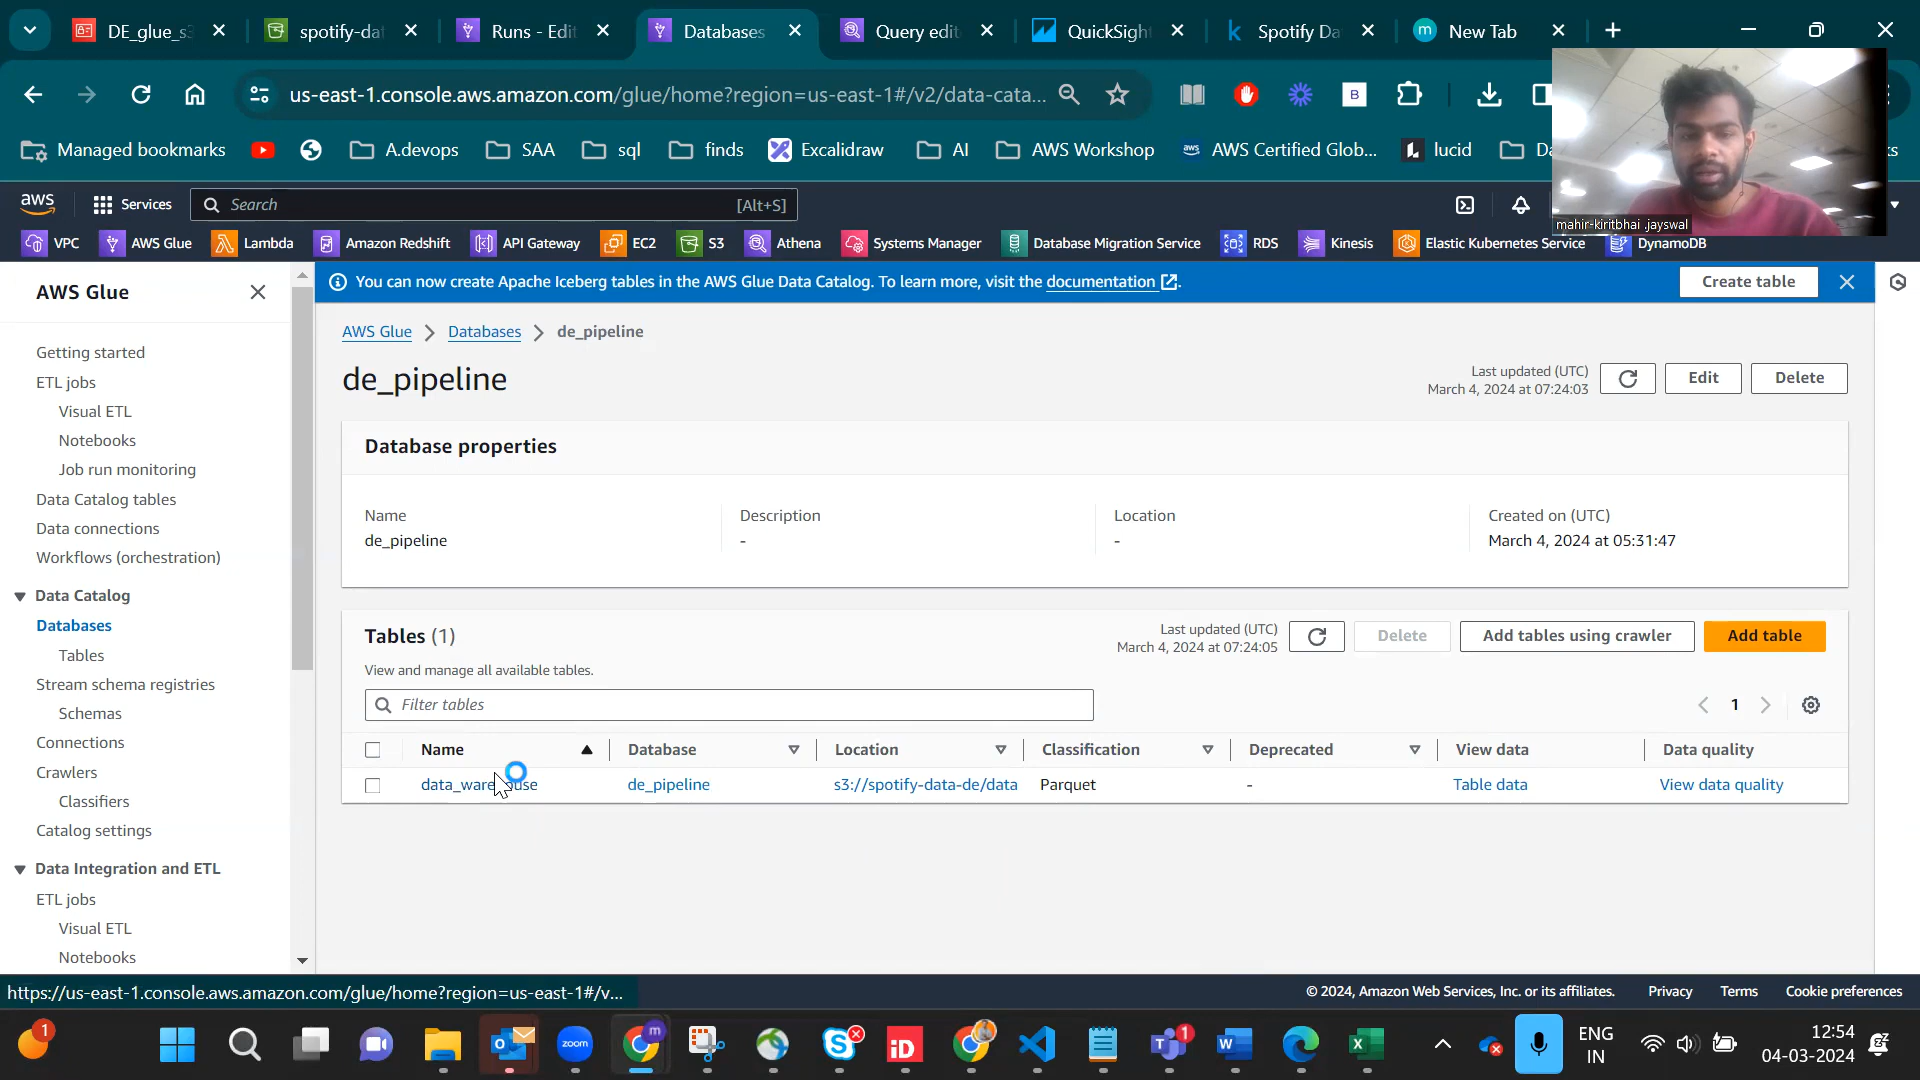 DE_glue_s3
spotify-dat
Runs - Edit
Databases
Query edit
QuickSigh
Spotify Da
New Tab
us-east-1.console.aws.amazon.com/glue/home?region=us-east-1#/v2/data-cata...
B
Managed bookmarks
A.devops
SAA
sql
finds
Excalidraw
AI
AWS Workshop
aws
AWS Certified Glob...
lucid
mahir-kiritbhai .jayswal
aws
Services
Search
[Alt+S]
VPC
AWS Glue
Lambda
Amazon Redshift
API Gateway
EC2
S3
Athena
Systems Manager
Database Migration Service
RDS
Kinesis
Elastic Kubernetes Service
DynamoDB
AWS Glue
Getting started
ETL jobs
Visual ETL
Notebooks
Job run monitoring
Data Catalog tables
Data connections
Workflows (orchestration)
Data Catalog
Databases
Tables
Stream schema registries
Schemas
Connections
Crawlers
Classifiers
Catalog settings
Data Integration and ETL
ETL jobs
Visual ETL
Notebooks
You can now create Apache Iceberg tables in the AWS Glue Data Catalog. To learn more, visit the documentation.
Create table
AWS Glue
Databases
de_pipeline
de_pipeline
Last updated (UTC)
March 4, 2024 at 07:24:03
Edit
Delete
Database properties
Name
de_pipeline
Description
-
Location
-
Created on (UTC)
March 4, 2024 at 05:31:47
Tables (1)
View and manage all available tables.
Last updated (UTC)
March 4, 2024 at 07:24:05
Delete
Add tables using crawler
Add table
Filter tables
1
Name
Database
Location
Classification
Deprecated
View data
Data quality
data_warehouse
de_pipeline
s3://spotify-data-de/data
Parquet
-
Table data
View data quality
https://us-east-1.console.aws.amazon.com/glue/home?region=us-east-1#/v...
© 2024, Amazon Web Services, Inc. or its affiliates.
Privacy
Terms
Cookie preferences
1
zoom
iD
1
ENG
IN
12:54
04-03-2024